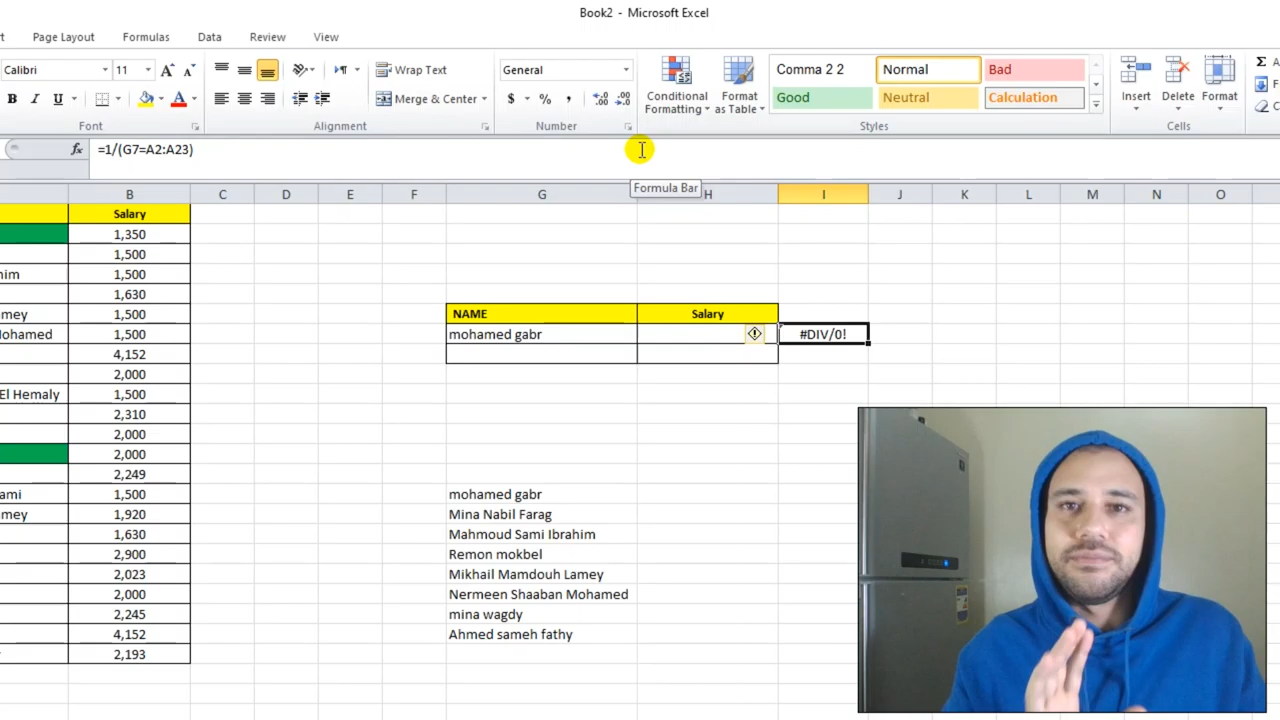 Book2 - Microsoft Excel
t Page Layout Formulas Data Review View
Calibri 11 A A Wrap Text General Comma 2 2 Normal Bad
B I U A Merge & Center $ % , Conditional Formatting Format as Table Good Neutral Calculation Insert Delete Format Σ
Font Alignment Number Styles Cells
fx =1/(G7=A2:A23)
Formula Bar
B C D E F G H I J K L M N O
Salary
1,350
1,500
him 1,500
1,630
mey 1,500 NAME Salary
Mohamed 1,500 mohamed gabr #DIV/0!
4,152
2,000
El Hemaly 1,500
2,310
2,000
2,000
2,249
ami 1,500 mohamed gabr
mey 1,920 Mina Nabil Farag
1,630 Mahmoud Sami Ibrahim
2,900 Remon mokbel
2,023 Mikhail Mamdouh Lamey
2,000 Nermeen Shaaban Mohamed
2,245 mina wagdy
4,152 Ahmed sameh fathy
2,193